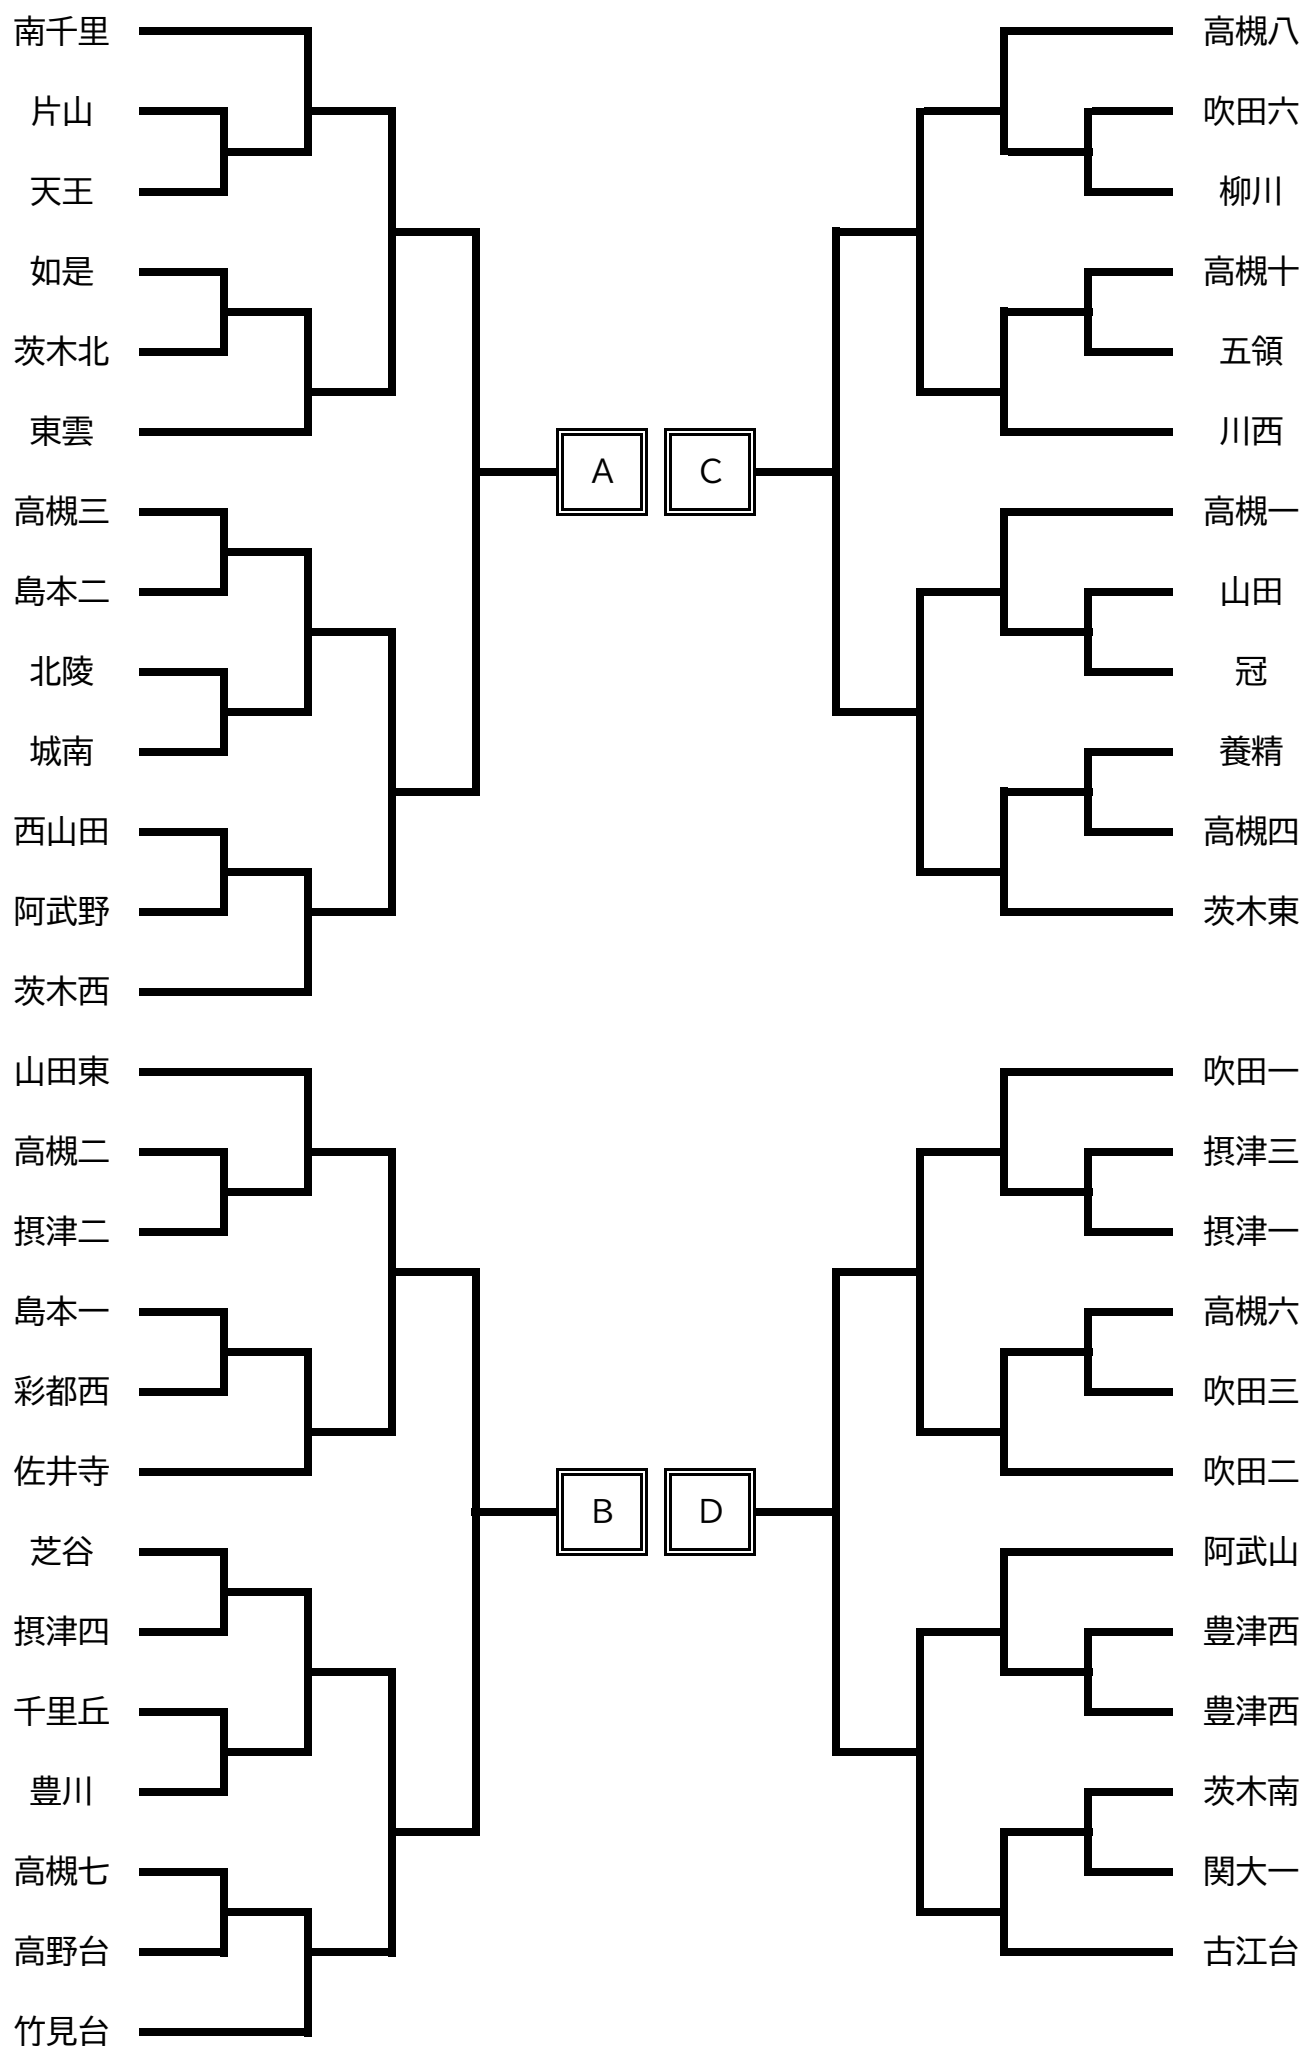 南千里
片山
天王
如是
茨木北
東雲
高槻三
島本二
北陵
城南
西山田
阿武野
茨木西
A
C
高槻八
吹田六
柳川
高槻十
五領
川西
高槻一
山田
冠
養精
高槻四
茨木東
山田東
高槻二
摂津二
島本一
彩都西
佐井寺
芝谷
摂津四
千里丘
豊川
高槻七
高野台
竹見台
B
D
吹田一
摂津三
摂津一
高槻六
吹田三
吹田二
阿武山
豊津西
豊津西
茨木南
関大一
古江台